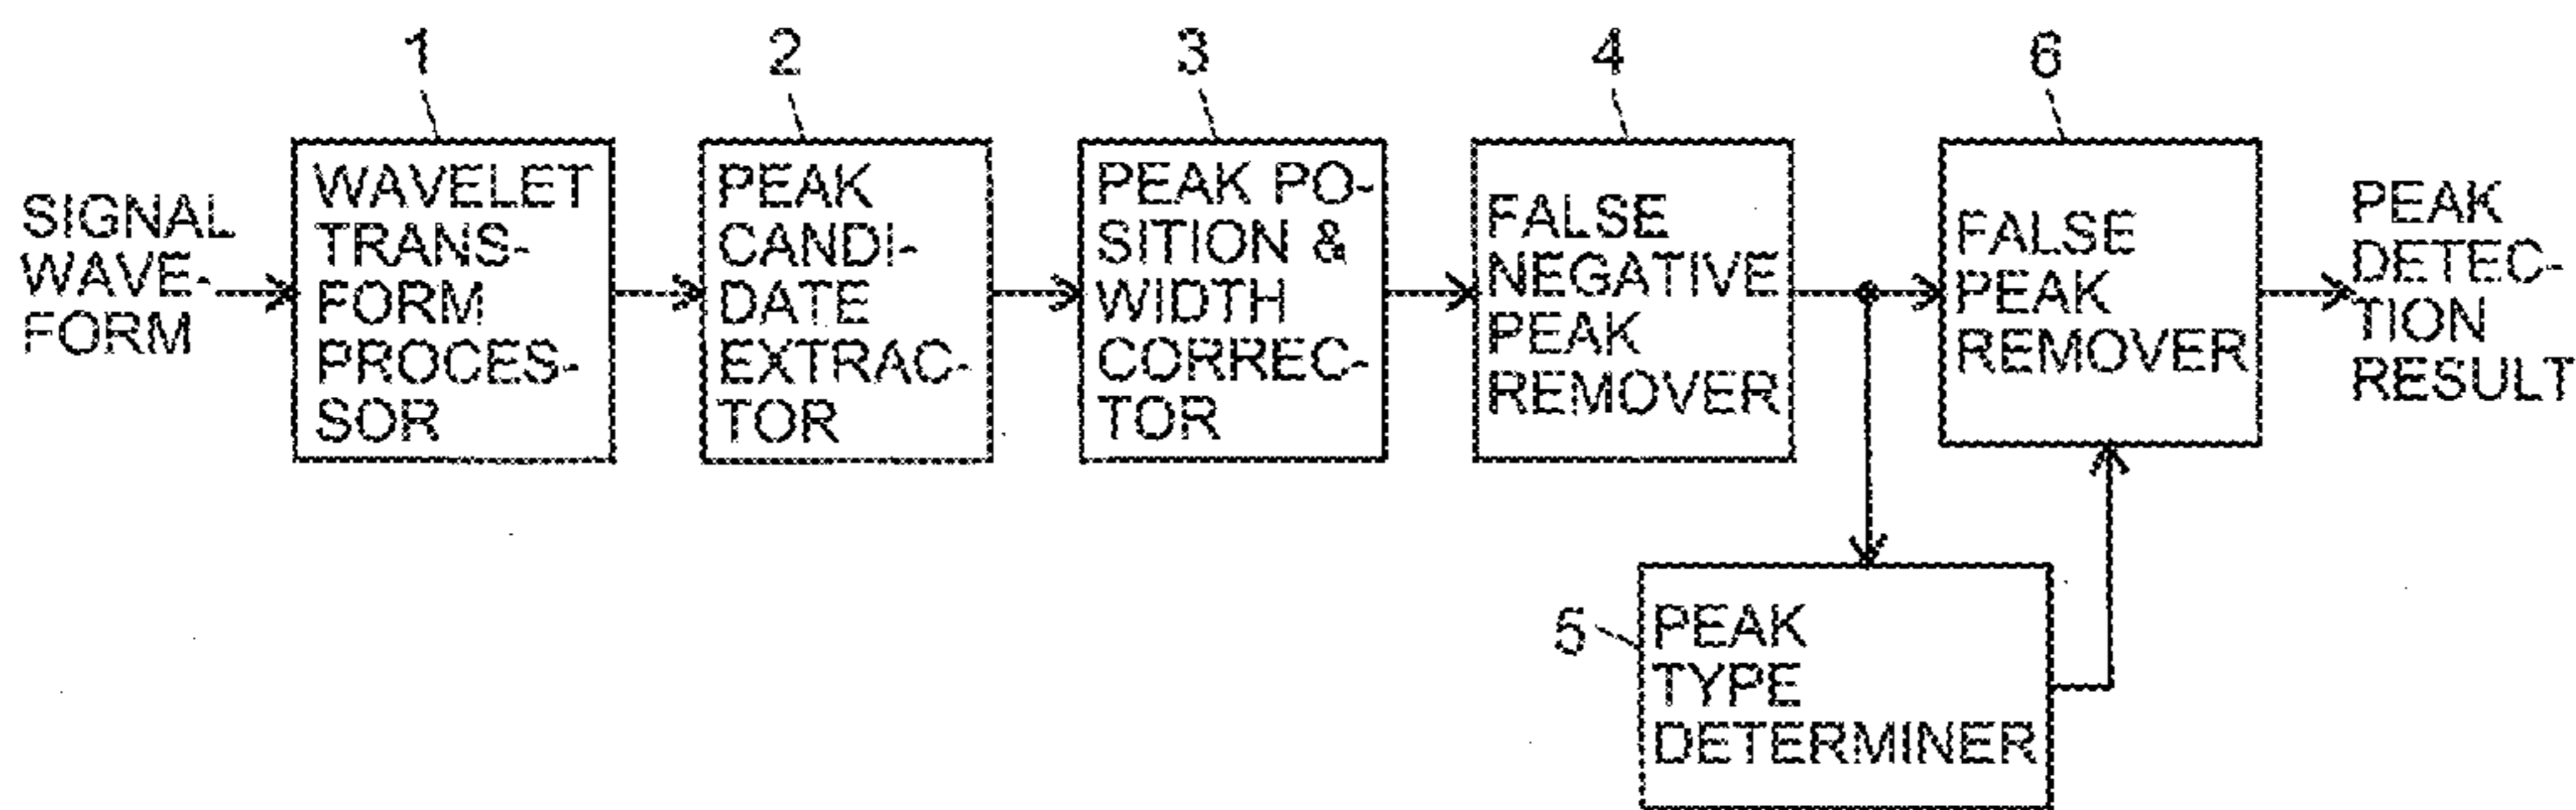 1
2
3
4
6
SIGNAL
WAVE-
FORM
WAVELET
TRANS-
FORM
PROCES-
SOR
PEAK
CANDI-
DATE
EXTRAC-
TOR
PEAK PO-
SITION &
WIDTH
CORREC-
TOR
FALSE
NEGATIVE
PEAK
REMOVER
FALSE
PEAK
REMOVER
PEAK
DETEC-
TION
RESULT
5
PEAK
TYPE
DETERMINER